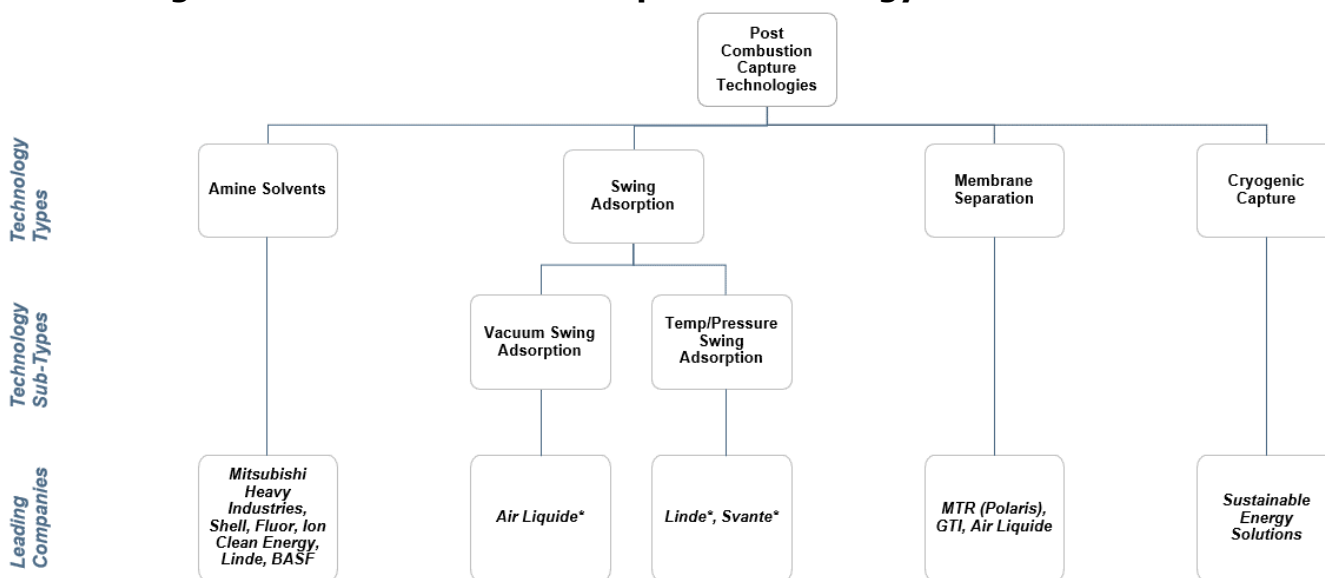 Post
Combustion
Capture
Technologies
Technology
Types
Amine Solvents
Swing
Adsorption
Membrane
Separation
Cryogenic
Capture
Technology
Sub-Types
Vacuum Swing
Adsorption
Temp/Pressure
Swing
Adsorption
Leading
Companies
Mitsubishi
Heavy
Industries,
Shell, Fluor, Ion
Clean Energy,
Linde, BASF
Air Liquide*
Linde*, Svante*
MTR (Polaris),
GTI, Air Liquide
Sustainable
Energy
Solutions